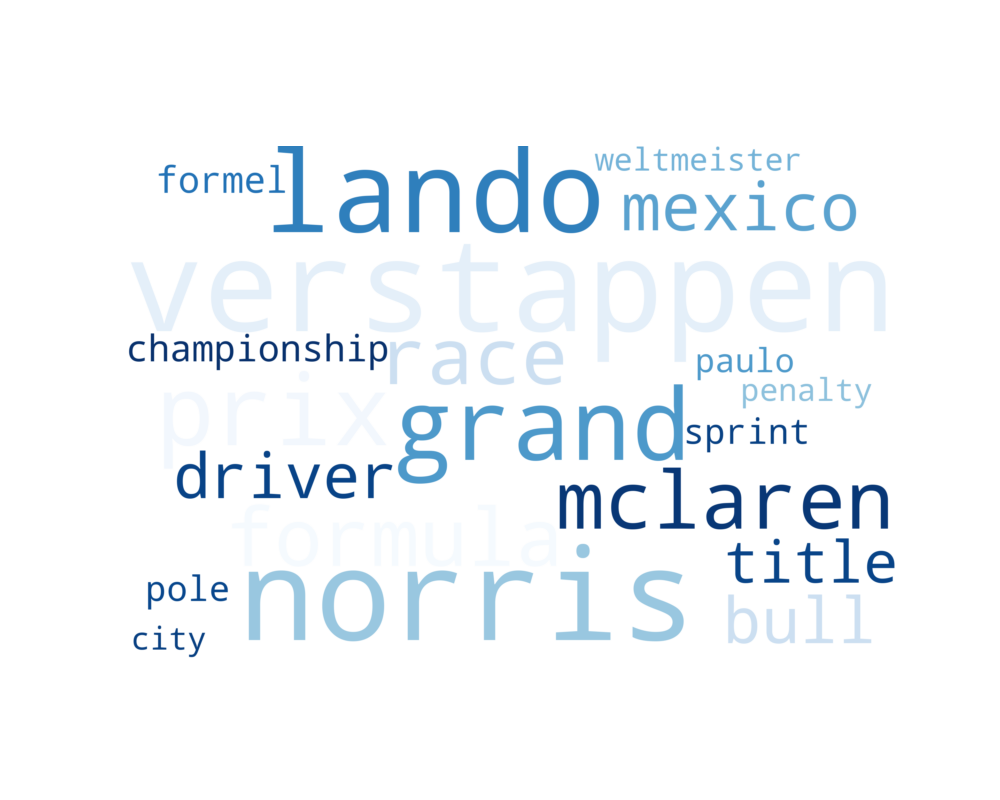 formel lando weltmeister
mexico
verstappen
championship race paulo
prix grand penalty
sprint
driver mclaren
formula title
pole norris bull
city